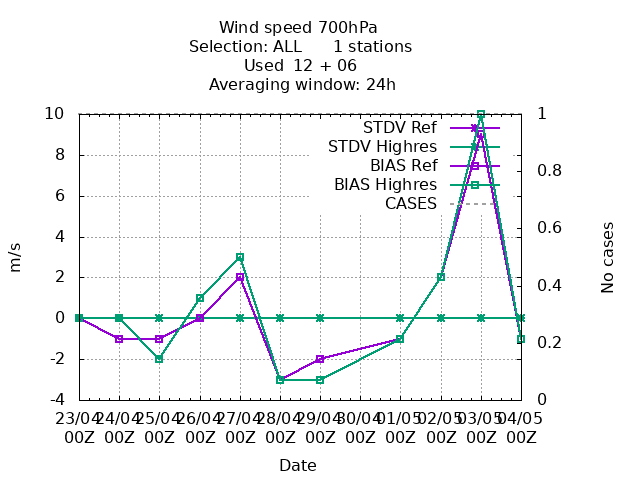 Wind speed 700hPa
Selection: ALL 1 stations
Used 12 + 06
Averaging window: 24h
10
8
6
4
2
0
-2
-4
m/s
1
0.8
0.6
0.4
0.2
0
No cases
STDV Ref
STDV Highres
BIAS Ref
BIAS Highres
CASES
23/04 24/04 25/04 26/04 27/04 28/04 29/04 30/04 01/05 02/05 03/05 04/05
00Z 00Z 00Z 00Z 00Z 00Z 00Z 00Z 00Z 00Z 00Z 00Z
Date